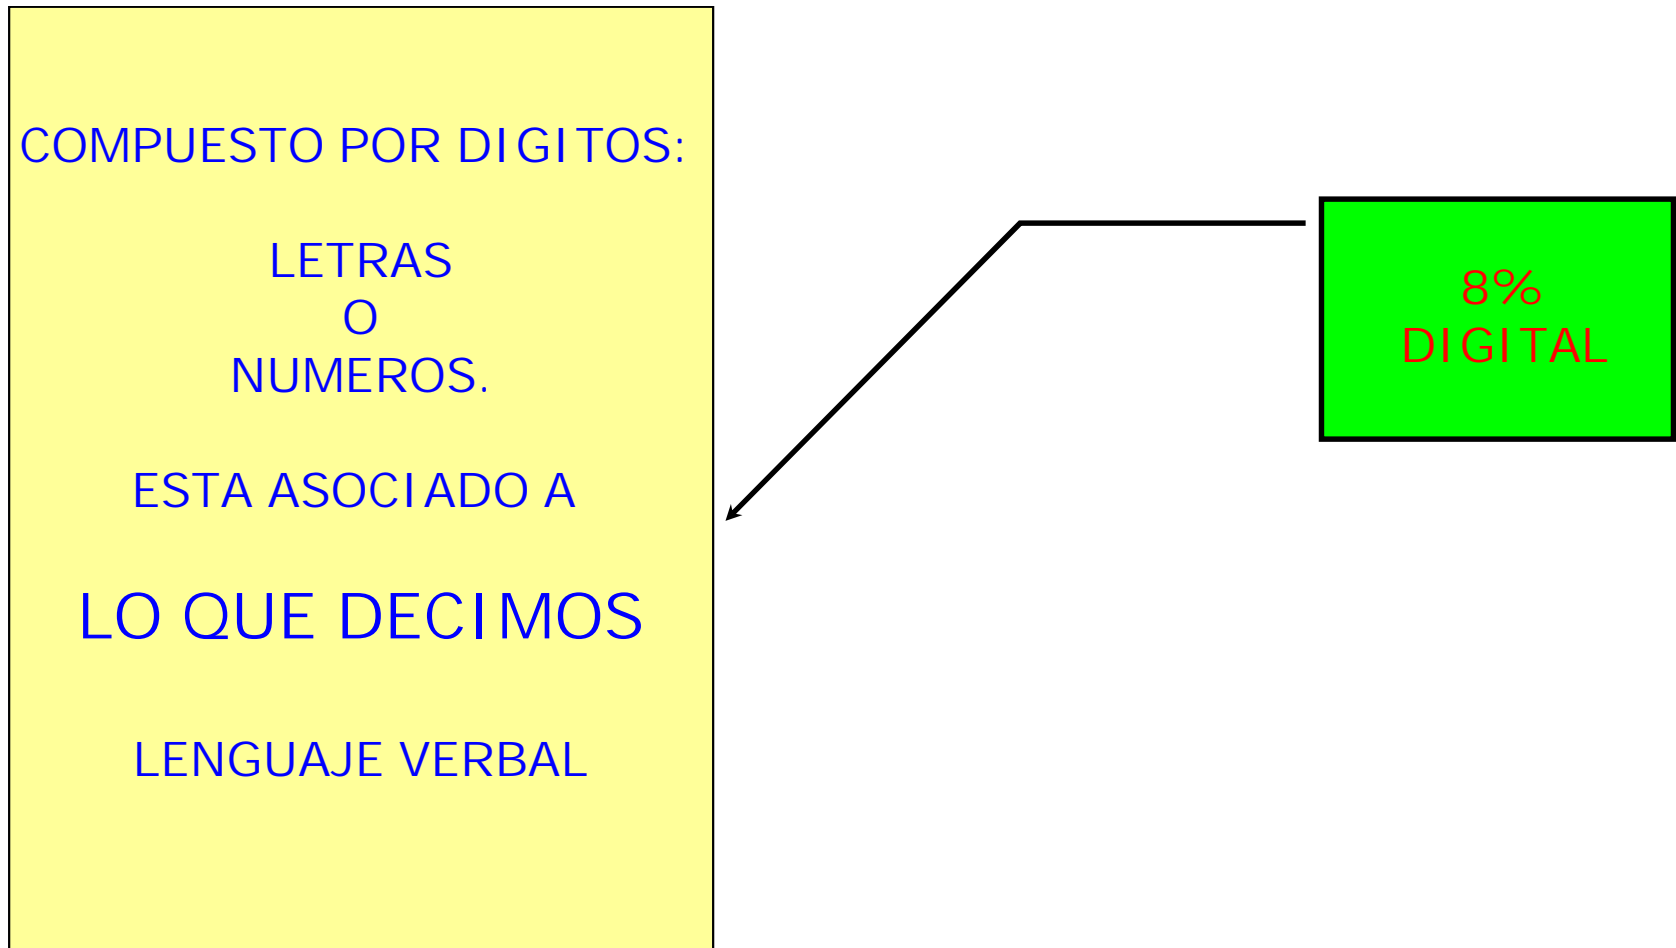 COMPUESTO POR DIGITOS:
LETRAS
O
NUMEROS.
ESTA ASOCIADO A
LO QUE DECIMOS
LENGUAJE VERBAL
8%
DIGITAL